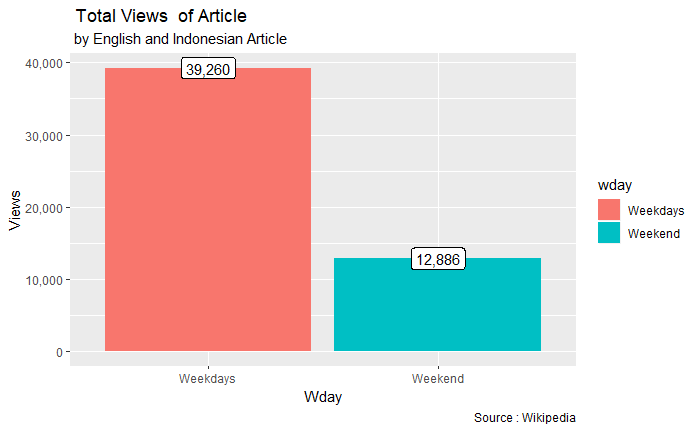 Total Views  of Article
by English and Indonesian Article
40,000
30,000
20,000
10,000
0
Views
39,260
12,886
Weekdays
Weekend
Wday
wday
Weekdays
Weekend
Source : Wikipedia